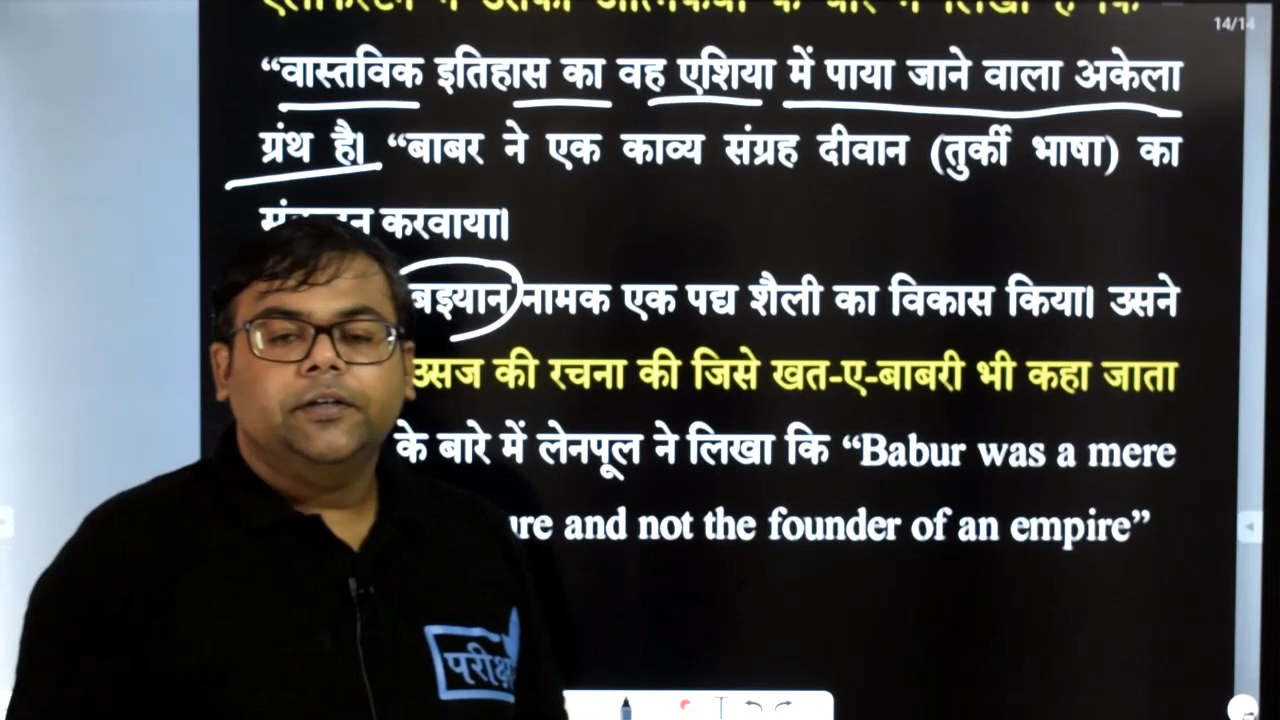 14/14
“वास्तविक इतिहास का वह एशिया में पाया जाने वाला अकेला
ग्रंथ है। “बाबर ने एक काव्य संग्रह दीवान (तुर्की भाषा) का
करवाया।
बइयान नामक एक पद्य शैली का विकास किया। उसने
उसज की रचना की जिसे खत-ए-बाबरी भी कहा जाता
के बारे में लेनपूल ने लिखा कि “Babur was a mere
and not the founder of an empire”